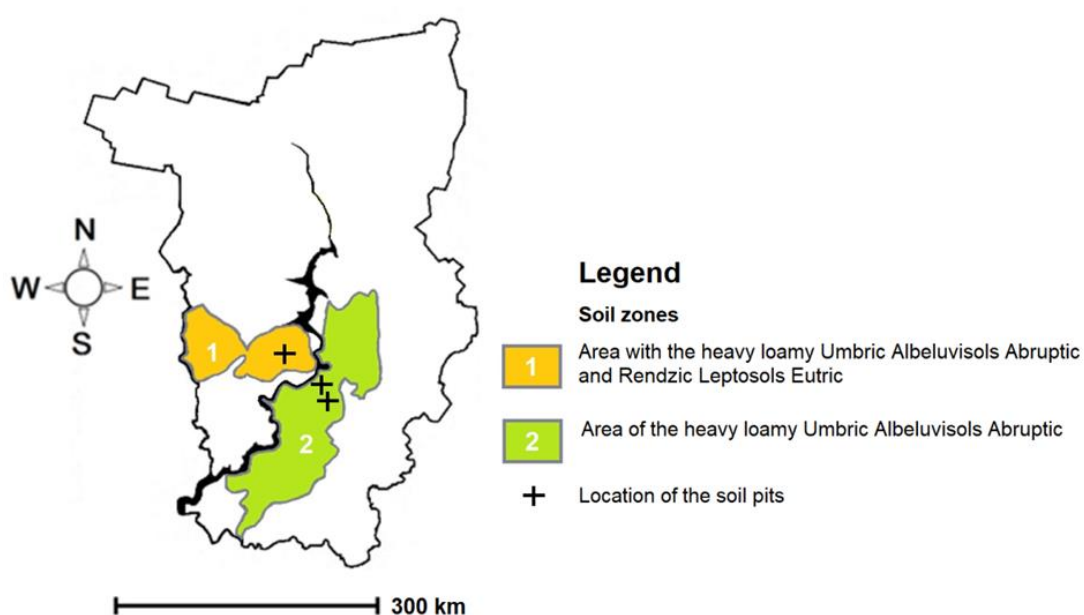 N
W E
S
1
2
Legend
Soil zones
1 Area with the heavy loamy Umbric Albeluvisols Abruptic
and Rendzic Leptosols Eutric
2 Area of the heavy loamy Umbric Albeluvisols Abruptic
Location of the soil pits
300 km